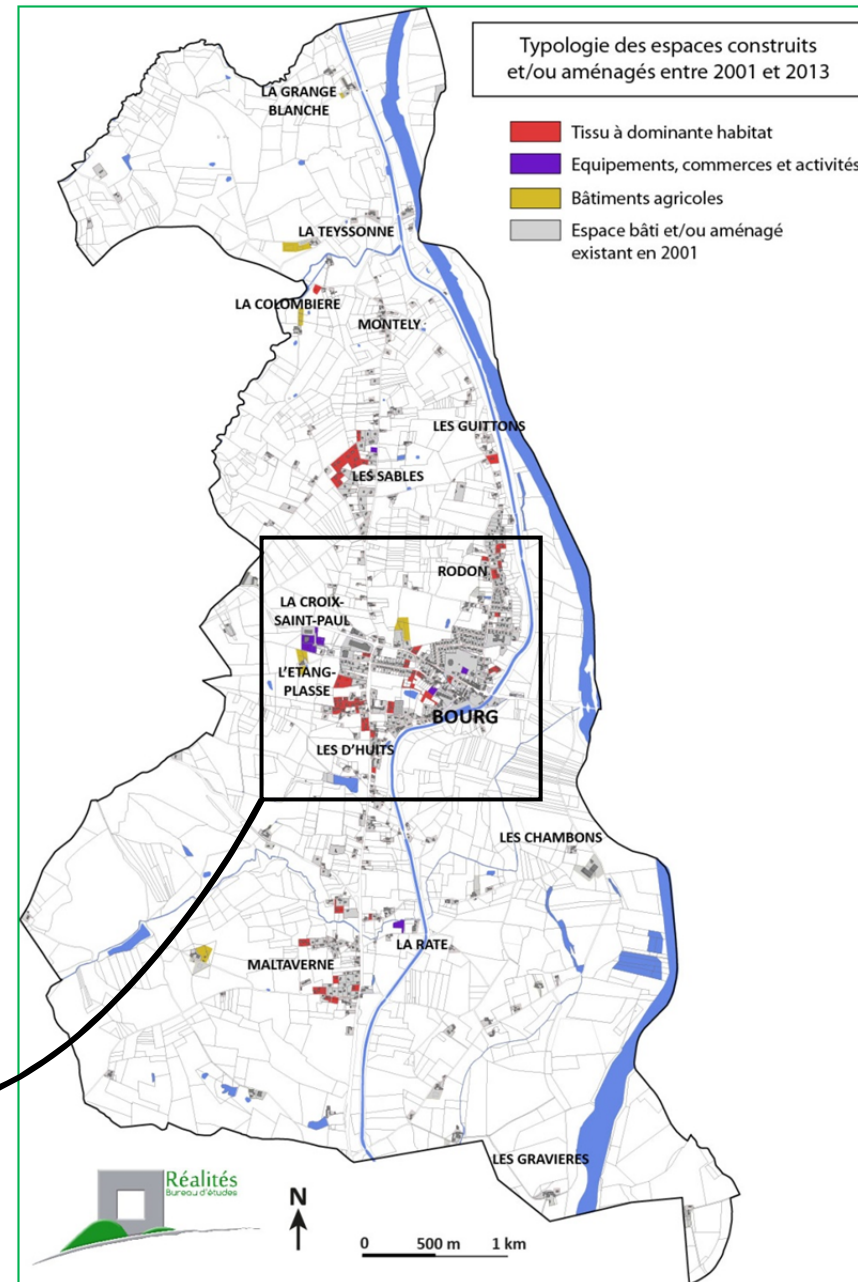 Typologie des espaces construits
et/ou aménagés entre 2001 et 2013
Tissu à dominante habitat
Equipements, commerces et activités
Bâtiments agricoles
Espace bâti et/ou aménagé
existant en 2001
LA GRANGE
BLANCHE
LA TEYSSONNE
LA COLOMBIERE
MONTELY
LES GUITTONS
LES SABLES
RODON
LA CROIX-
SAINT-PAUL
L'ETANG-
PLASSE
BOURG
LES D'HUITS
LES CHAMBONS
LA RATE
MALTAVERNE
LES GRAVIERES
Réalités
Bureau d'études
N
0 500 m 1 km